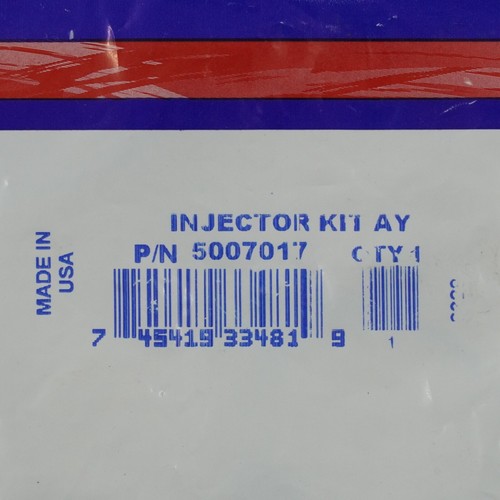 INJECTOR KIT AY
P/N 5007017 QTY 1
MADE IN
USA
7 45419 33481 9
1